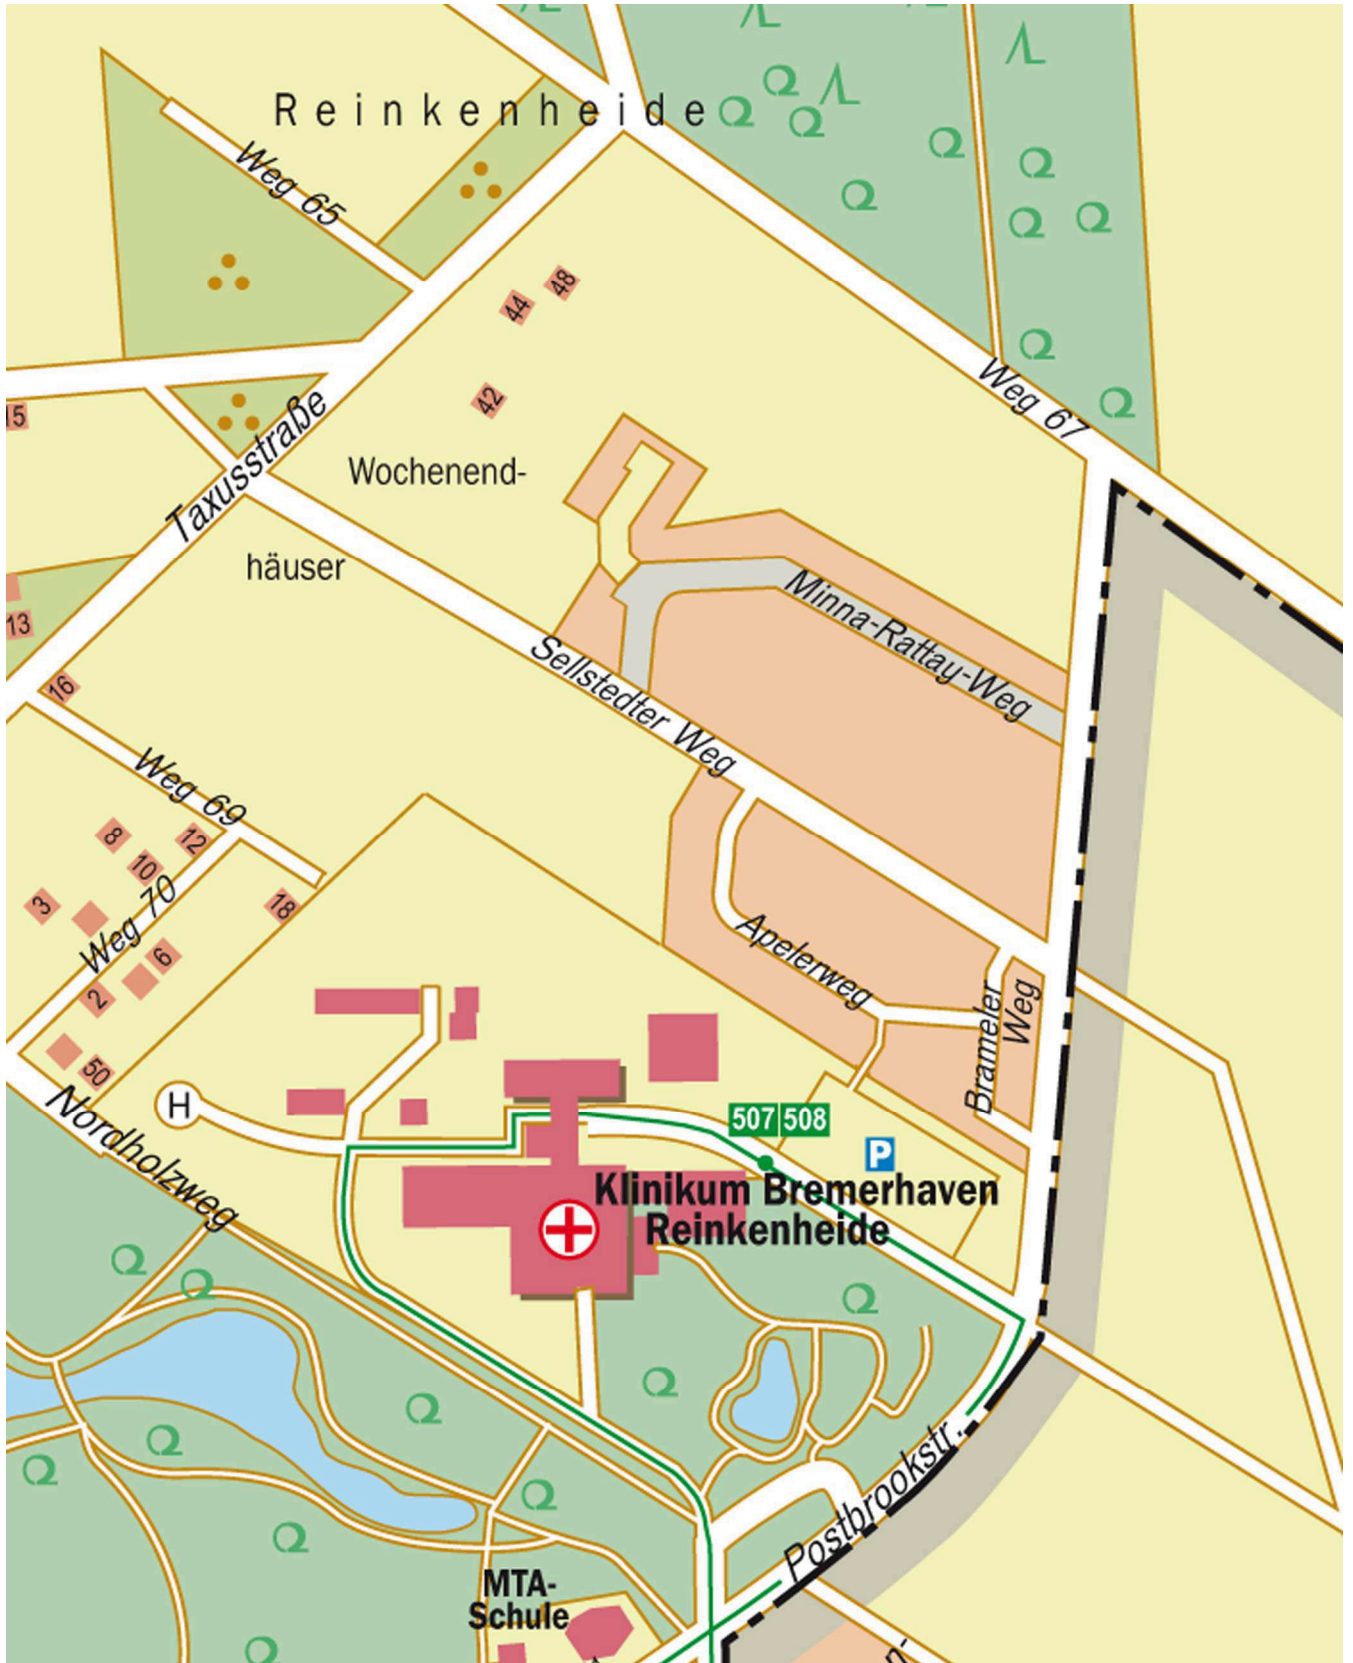 Reinkenheide
Weg 65
48
44
42
Weg 67
15
Taxusstraße
Wochenend-
häuser
Minna-Rattay-Weg
13
Sellstedter Weg
16
Weg 69
8
12
10
3
18
Weg 70
6
2
Apelerweg
Brameler
Weg
50
H
Nordholzweg
507 508
P
Klinikum Bremerhaven
Reinkenheide
Postbrookstr.
MTA-
Schule
n-